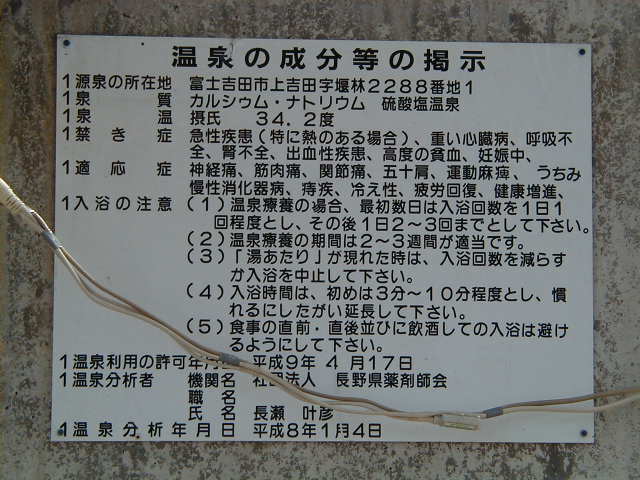 温泉の成分等の掲示
1源泉の所在地 富士吉田市上吉田字堰林2288番地1
1泉質 カルシゥム・ナトリウム 硫酸塩温泉
1泉温 摂氏 34.2度
1禁き症 急性疾患(特に熱のある場合)、重い心臓病、呼吸不
全、腎不全、出血性疾患、高度の貧血、妊娠中、
1適応症 神経痛、筋肉痛、関節痛、五十肩、運動麻痺、うちみ
慢性消化器病、痔疾、冷え性、疲労回復、健康増進、
1入浴の注意 (1)温泉療養の場合、最初数日は入浴回数を1日1
回程度とし、その後1日2~3回までとして下さい。
(2)温泉療養の期間は2~3週間が適当です。
(3)「湯あたり」が現れた時は、入浴回数を減らす
か入浴を中止して下さい。
(4)入浴時間は、初めは3分~10分程度とし、慣
れるにしたがい延長して下さい。
(5)食事の直前・直後並びに飲酒しての入浴は避け
るようにして下さい。
1温泉利用の許可年月日 平成9年4月17日
1温泉分析者 機関名 社団法人 長野県薬剤師会
職名
氏名 長瀬 叶彦
1温泉分析年月日 平成8年1月4日